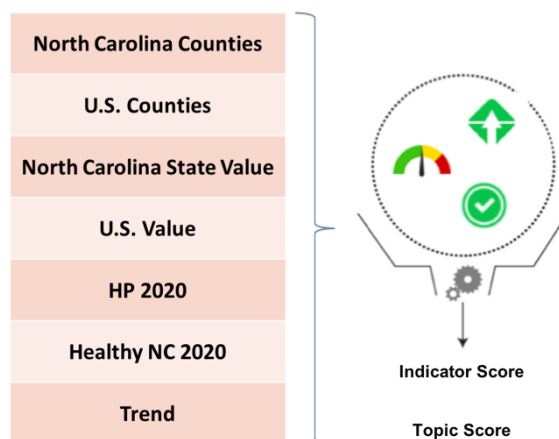 North Carolina Counties
U.S. Counties
North Carolina State Value
U.S. Value
HP 2020
Healthy NC 2020
Trend
Indicator Score
Topic Score